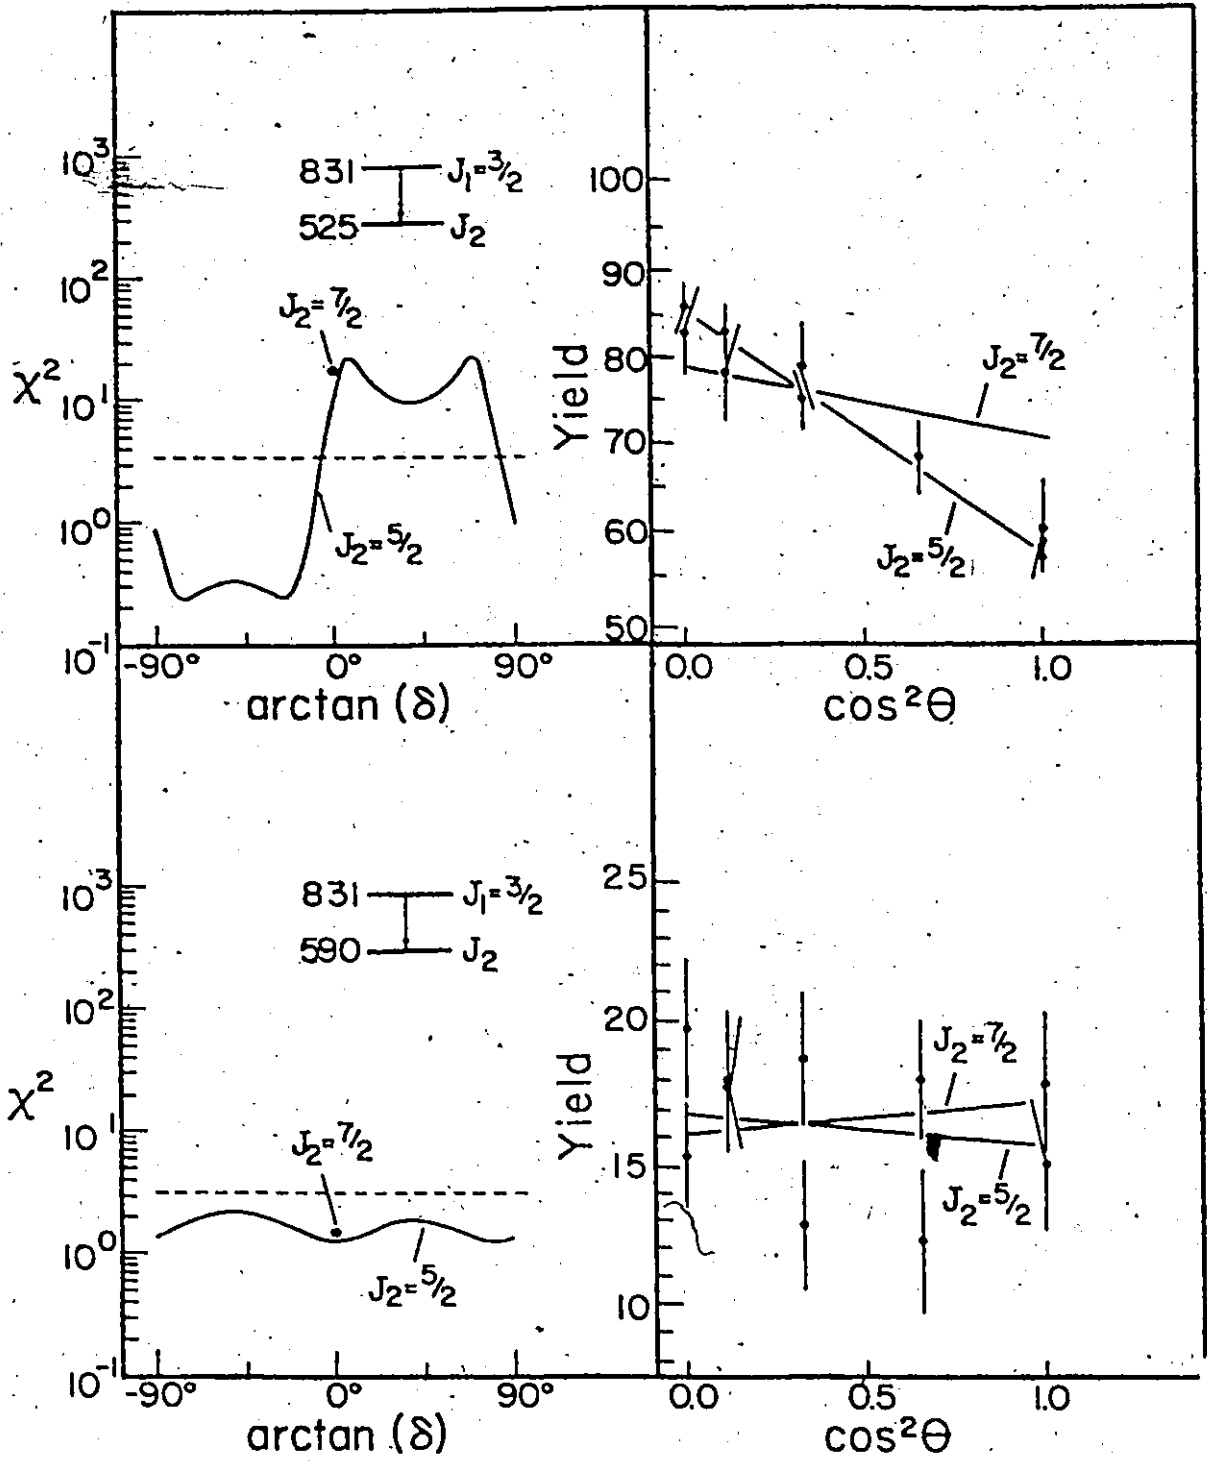 10³
10²
χ²
10¹
10⁰
10⁻¹
831 J₁=3/2
525 J₂
J₂=7/2
J₂=5/2
-90° 0° 90°
arctan (δ)
100
90
80
Yield
70
60
50
J₂=7/2
J₂=5/2
0.0 0.5 1.0
cos²θ
10³
10²
χ²
10¹
10⁰
10⁻¹
831 J₁=3/2
590 J₂
J₂=7/2
J₂=5/2
-90° 0° 90°
arctan (δ)
25
20
Yield
15
10
J₂=7/2
J₂=5/2
0.0 0.5 1.0
cos²θ